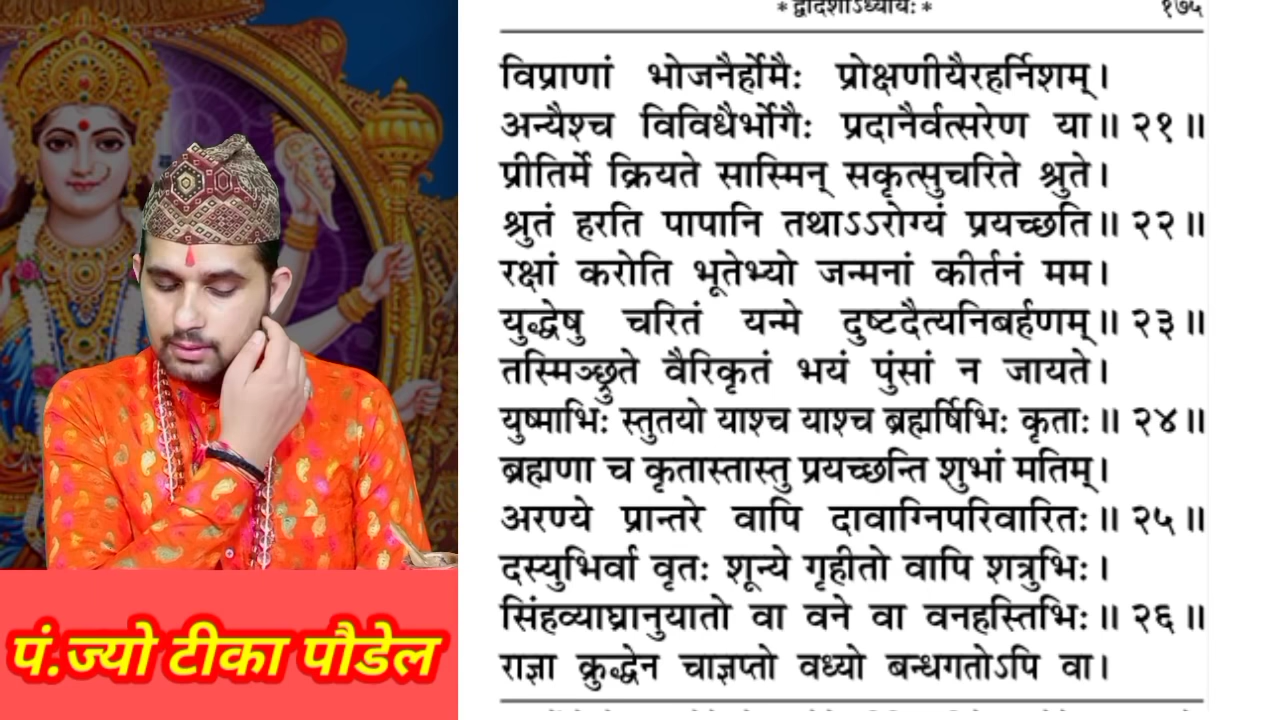 * द्वादशोऽध्यायः * १७५
विप्राणां भोजनैर्होमैः प्रोक्षणीयैरहर्निशम्।
अन्यैश्च विविधैर्भोगैः प्रदानैर्वत्सरेण या॥ २१॥
प्रीतिर्मे क्रियते सास्मिन् सकृत्सुचरिते श्रुते।
श्रुतं हरति पापानि तथाऽऽरोग्यं प्रयच्छति॥ २२॥
रक्षां करोति भूतेभ्यो जन्मनां कीर्तनं मम।
युद्धेषु चरितं यन्मे दुष्टदैत्यनिबर्हणम्॥ २३॥
तस्मिञ्छ्रुते वैरिकृतं भयं पुंसां न जायते।
युष्माभिः स्तुतयो याश्च याश्च ब्रह्मर्षिभिः कृताः॥ २४॥
ब्रह्मणा च कृतास्तास्तु प्रयच्छन्ति शुभां मतिम्।
अरण्ये प्रान्तरे वापि दावाग्निपरिवारितः॥ २५॥
दस्युभिर्वा वृतः शून्ये गृहीतो वापि शत्रुभिः।
सिंहव्याघ्रानुयातो वा वने वा वनहस्तिभिः॥ २६॥
राज्ञा क्रुद्धेन चाज्ञप्तो वध्यो बन्धगतोऽपि वा।
पं.ज्यो टीका पौडेल